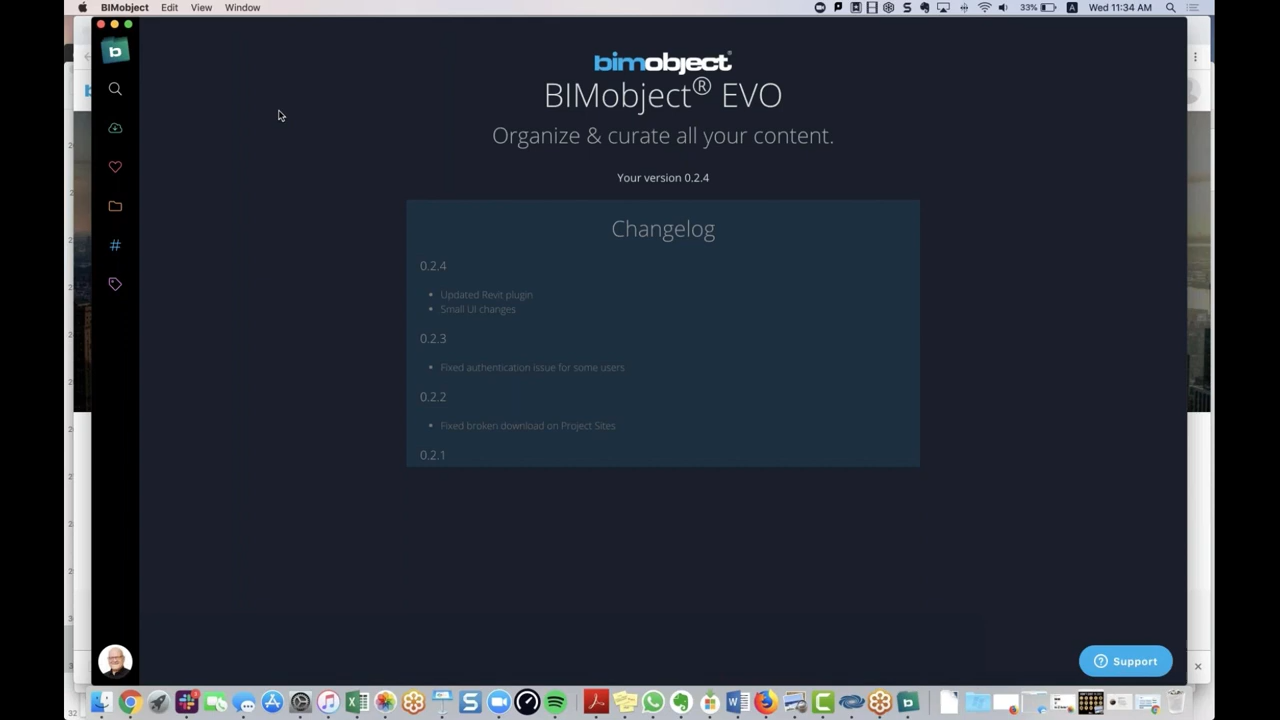 BIMobject Edit View Window
33% A Wed 11:34 AM
b
bimobject®
BIMobject® EVO
Organize & curate all your content.
Your version 0.2.4
Changelog
0.2.4
Updated Revit plugin
Small UI changes
0.2.3
Fixed authentication issue for some users
0.2.2
Fixed broken download on Project Sites
0.2.1
#
? Support